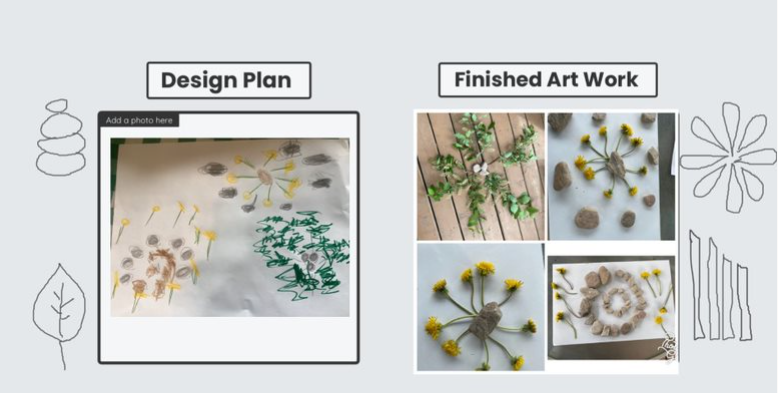 Design Plan
Finished Art Work
Add a photo here